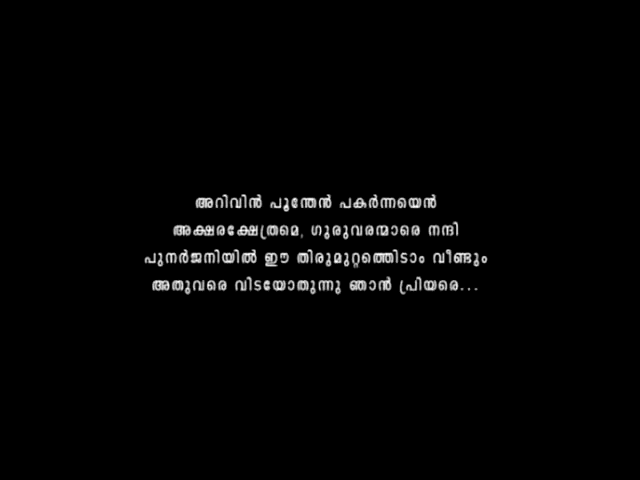 അറിവിൻ പൂന്തേൻ പകർന്നയെൻ
അക്ഷരക്ഷേത്രമെ, ഗുരുവരന്മാരെ നന്ദി
പുനർജനിയിൽ ഈ തിരുമുറ്റത്തെത്തിടാം വീണ്ടും
അതുവരെ വിടയോതുന്നു ഞാൻ പ്രിയരെ...